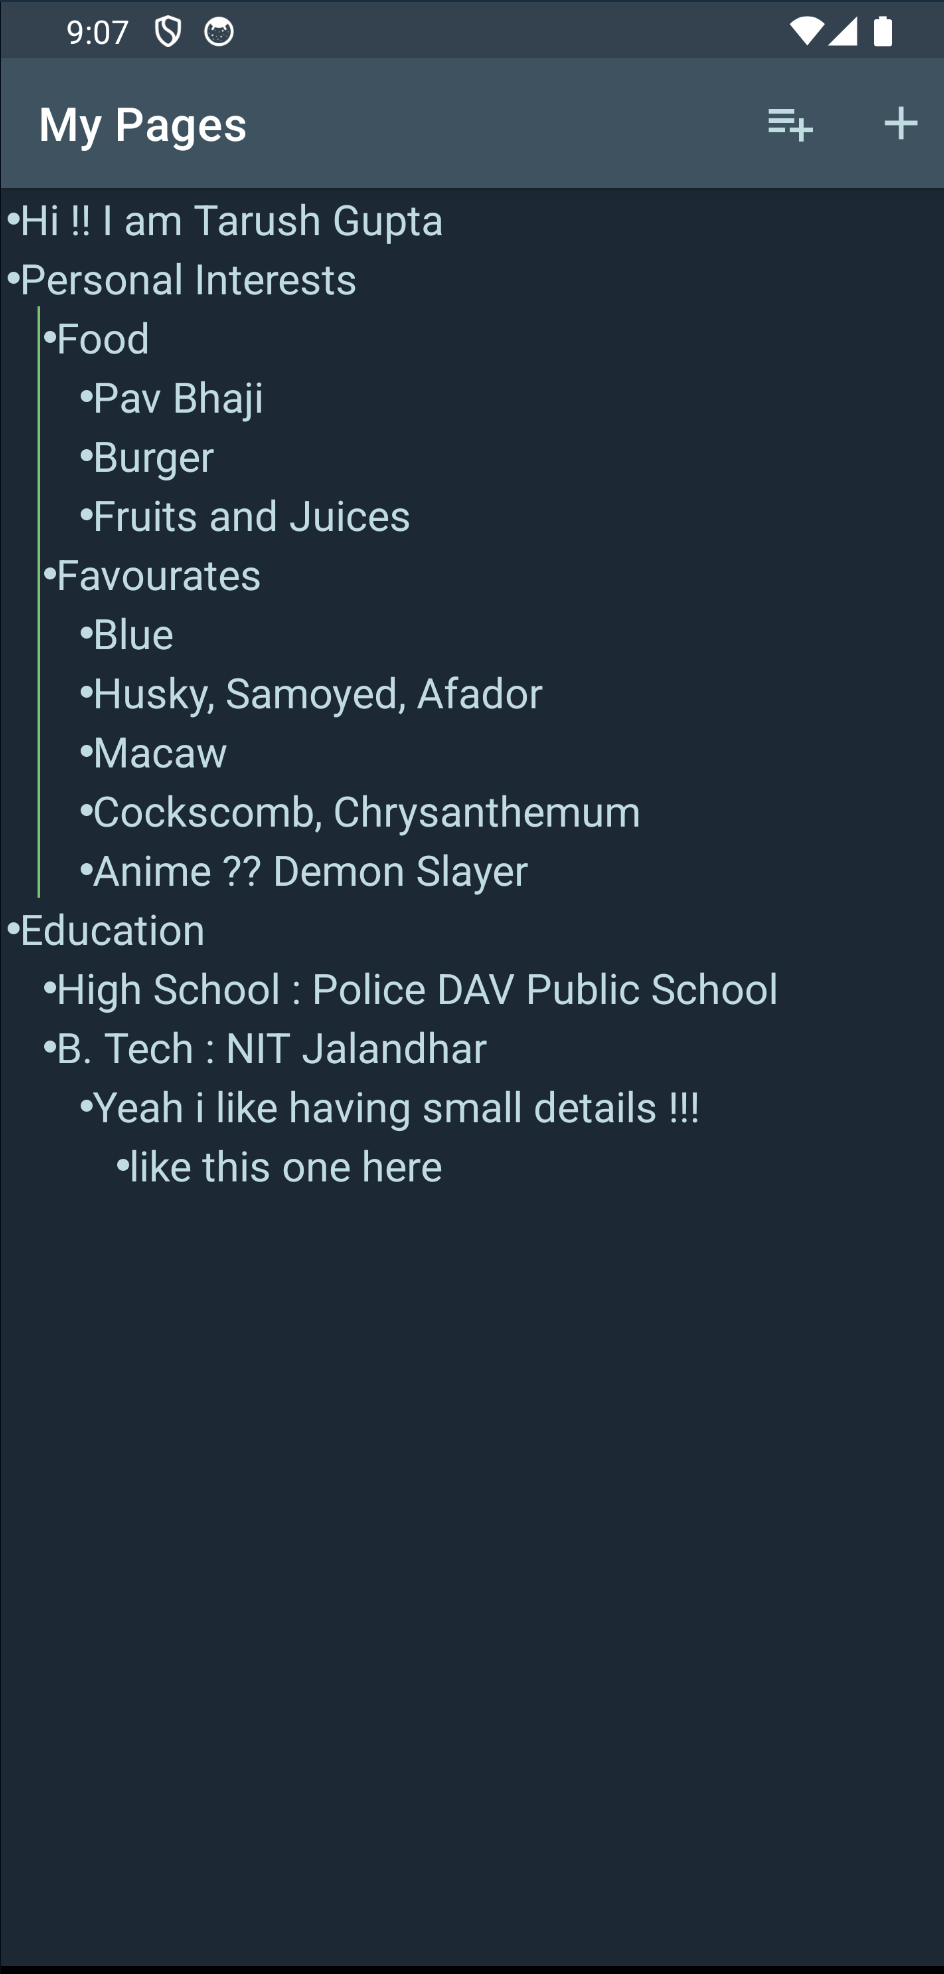 9:07
My Pages
•Hi !! I am Tarush Gupta
•Personal Interests
•Food
•Pav Bhaji
•Burger
•Fruits and Juices
•Favourates
•Blue
•Husky, Samoyed, Afador
•Macaw
•Cockscomb, Chrysanthemum
•Anime ?? Demon Slayer
•Education
•High School : Police DAV Public School
•B. Tech : NIT Jalandhar
•Yeah i like having small details !!!
•like this one here